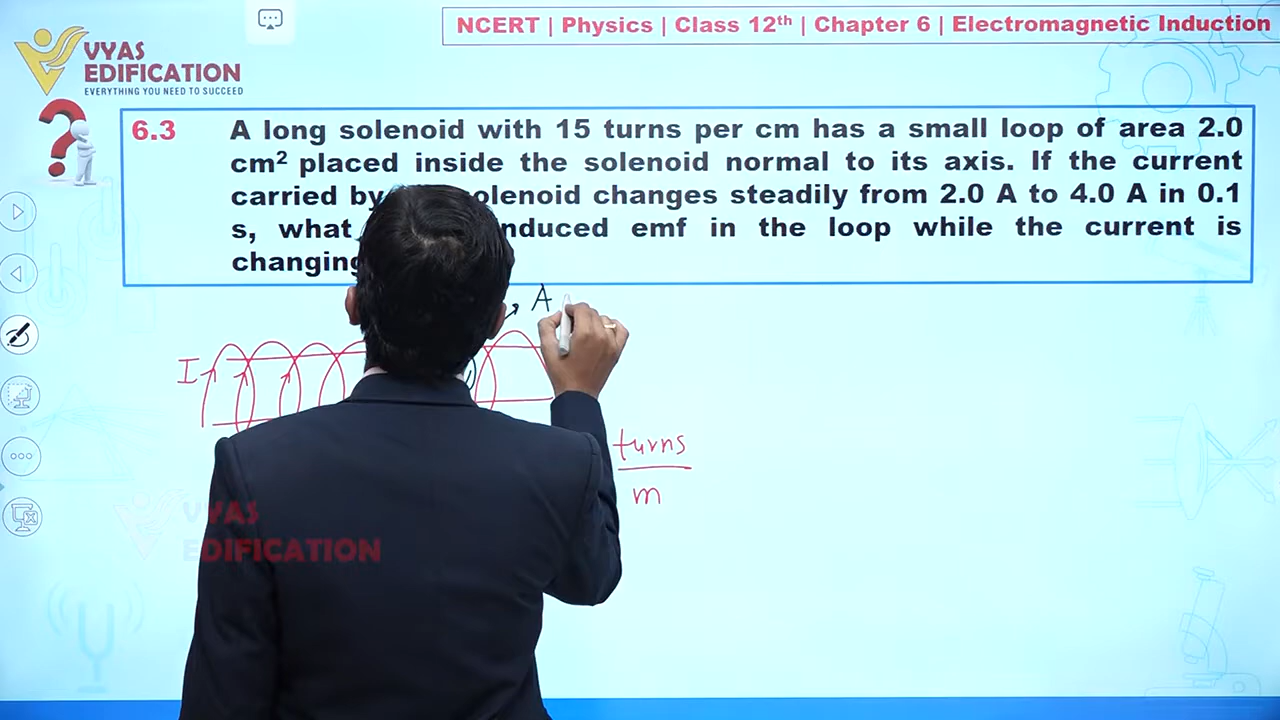 NCERT | Physics | Class 12th | Chapter 6 | Electromagnetic Induction
VYAS
EDIFICATION
EVERYTHING YOU NEED TO SUCCEED
6.3 A long solenoid with 15 turns per cm has a small loop of area 2.0
cm² placed inside the solenoid normal to its axis. If the current
carried by olenoid changes steadily from 2.0 A to 4.0 A in 0.1
s, what nduced emf in the loop while the current is
changing
A
I
turns
m
VYAS
EDIFICATION